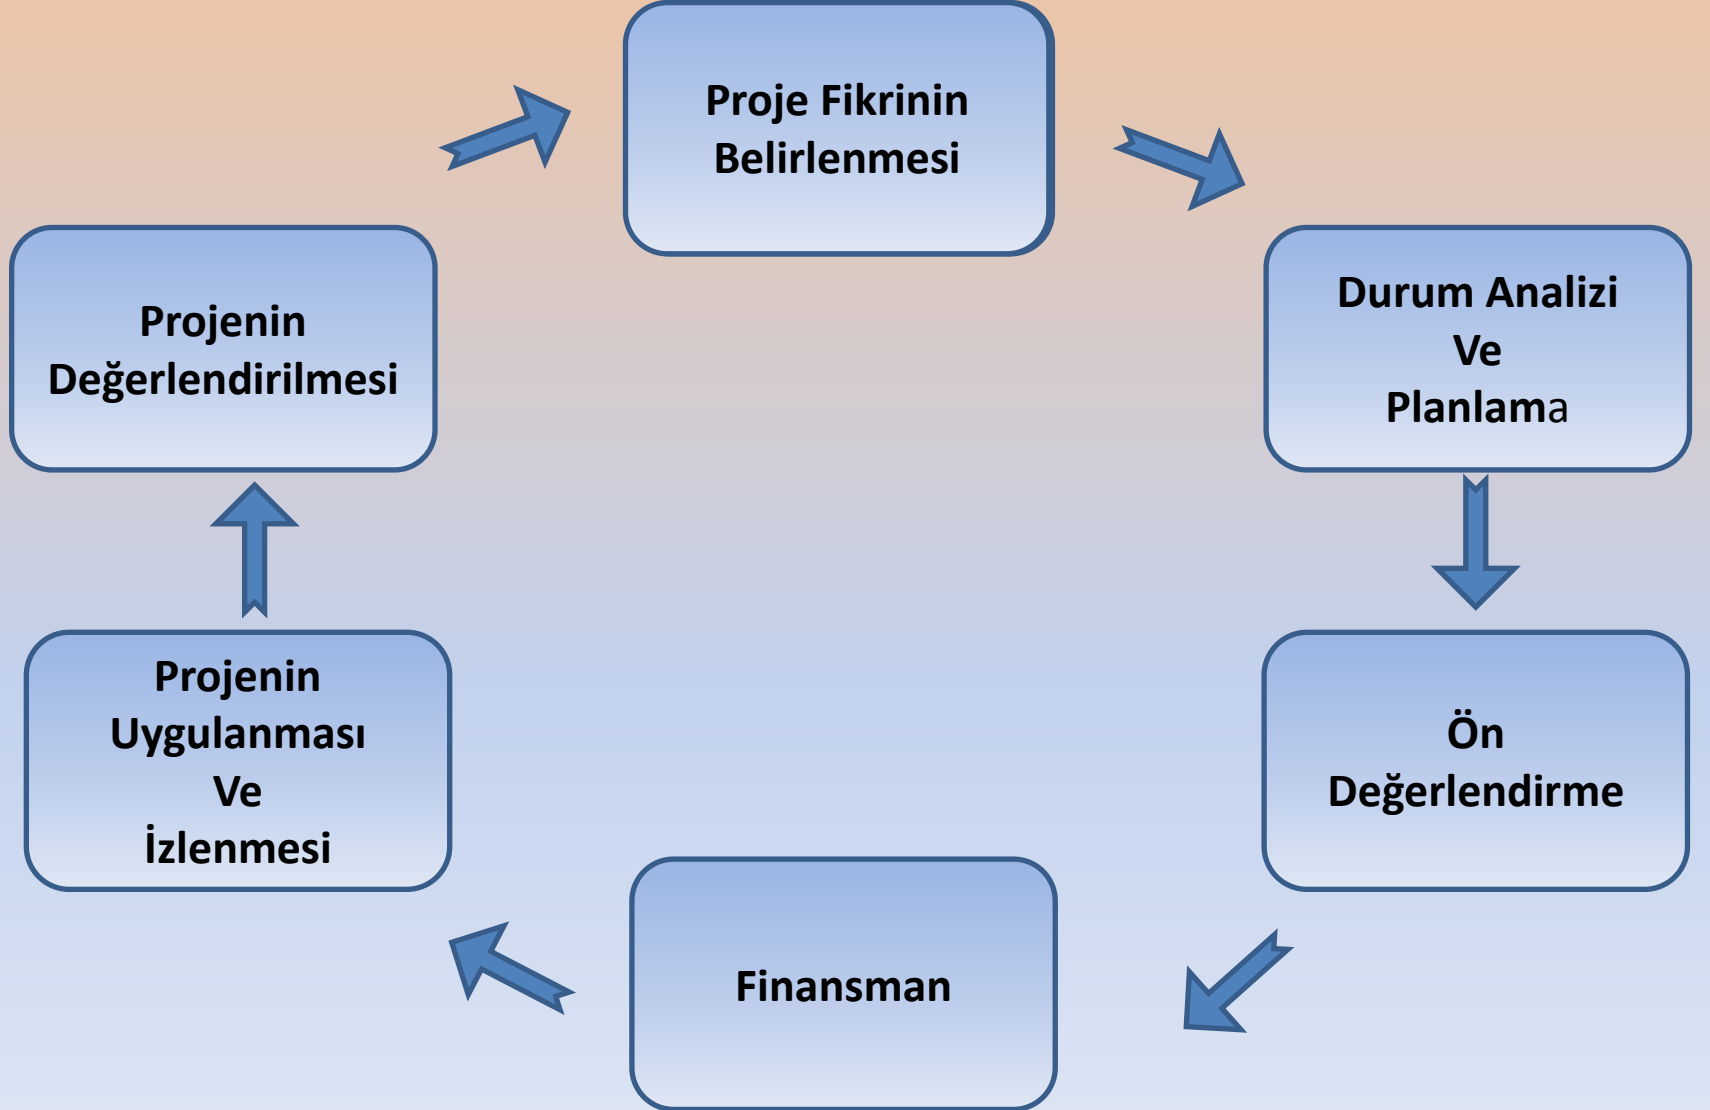 Proje Fikrinin
Belirlenmesi
Durum Analizi
Ve
Planlama
Ön
Değerlendirme
Finansman
Projenin
Uygulanması
Ve
İzlenmesi
Projenin
Değerlendirilmesi